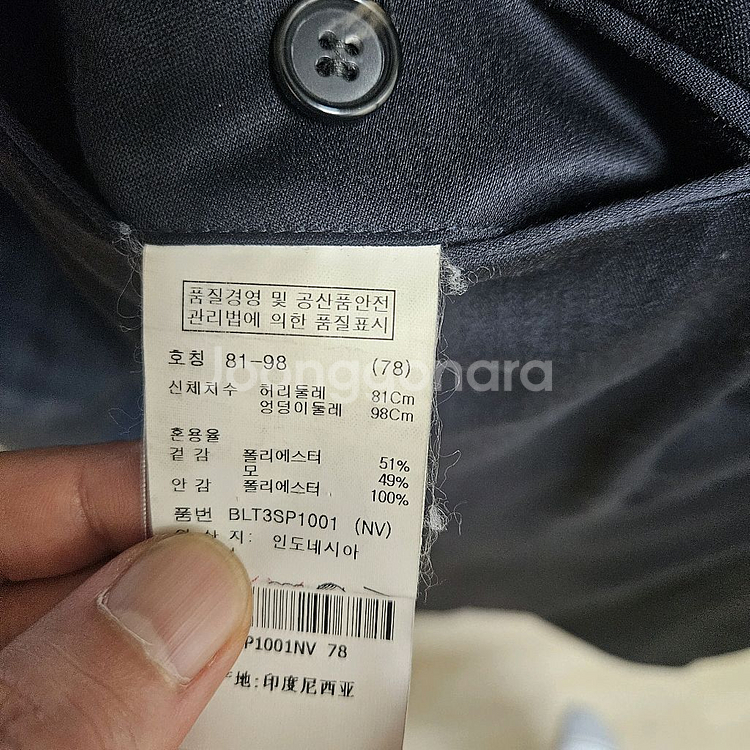 품질경영 및 공산품안전
관리법에 의한 품질표시
호칭 81-98 (78)
Joonggonara
신체치수 허리둘레 81Cm
엉덩이둘레 98Cm
혼용율
겉감 폴리에스터 51%
모 49%
안감 폴리에스터 100%
품번 BLT3SP1001 (NV)
산지: 인도네시아
P1001NV 78
地:印度尼西亚